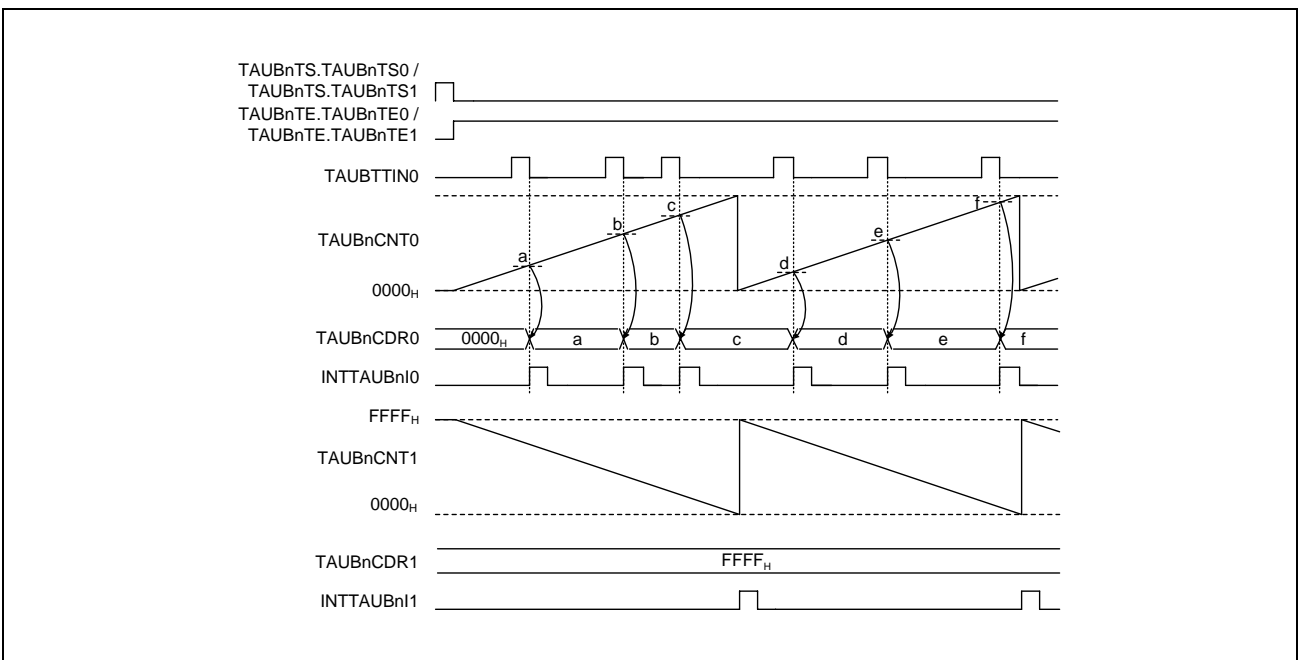 TAUBnTS.TAUBnTS0 /
TAUBnTS.TAUBnTS1
TAUBnTE.TAUBnTE0 /
TAUBnTE.TAUBnTE1
TAUBTTIN0
TAUBnCNT0
a
b
c
d
e
f
0000H
TAUBnCDR0
0000H a b c d e f
INTTAUBnI0
FFFFH
TAUBnCNT1
0000H
TAUBnCDR1
FFFFH
INTTAUBnI1